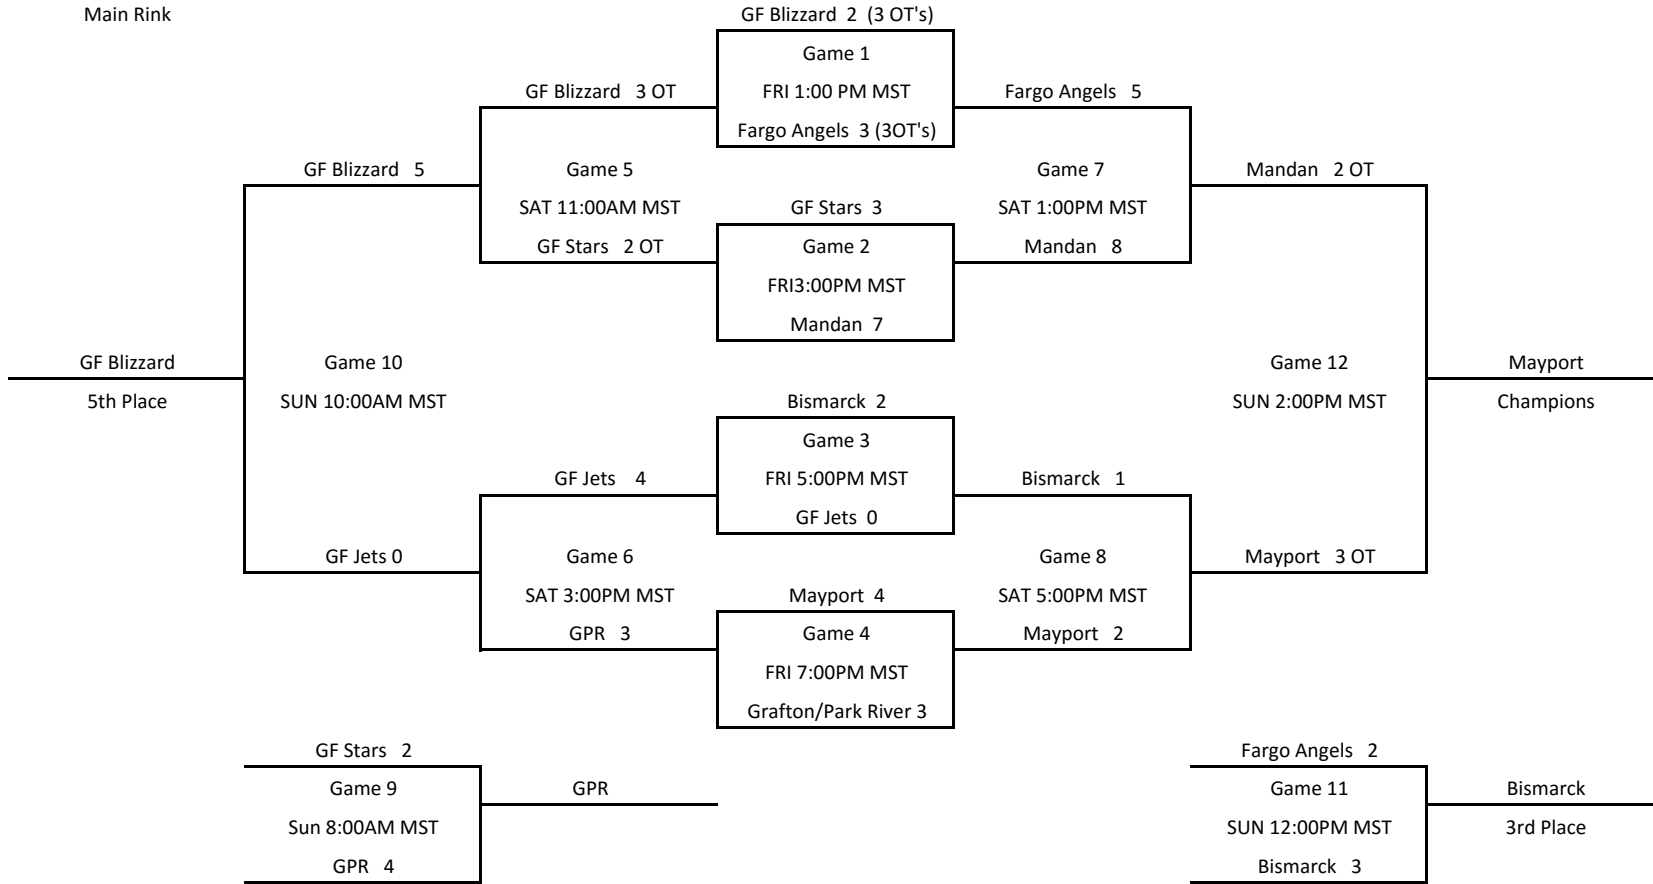 Main Rink
GF Blizzard 2 (3 OT's)
Game 1
GF Blizzard 3 OT
FRI 1:00 PM MST
Fargo Angels 5
Fargo Angels 3 (3OT's)
GF Blizzard 5
Game 5
Game 7
Mandan 2 OT
SAT 11:00AM MST
GF Stars 3
SAT 1:00PM MST
GF Stars 2 OT
Game 2
Mandan 8
FRI3:00PM MST
Mandan 7
GF Blizzard
Game 10
Game 12
Mayport
5th Place
SUN 10:00AM MST
Bismarck 2
SUN 2:00PM MST
Champions
Game 3
GF Jets 4
FRI 5:00PM MST
Bismarck 1
GF Jets 0
GF Jets 0
Game 6
Game 8
Mayport 3 OT
SAT 3:00PM MST
Mayport 4
SAT 5:00PM MST
GPR 3
Game 4
Mayport 2
FRI 7:00PM MST
Grafton/Park River 3
GF Stars 2
Fargo Angels 2
Game 9
GPR
Game 11
Bismarck
Sun 8:00AM MST
SUN 12:00PM MST
3rd Place
GPR 4
Bismarck 3